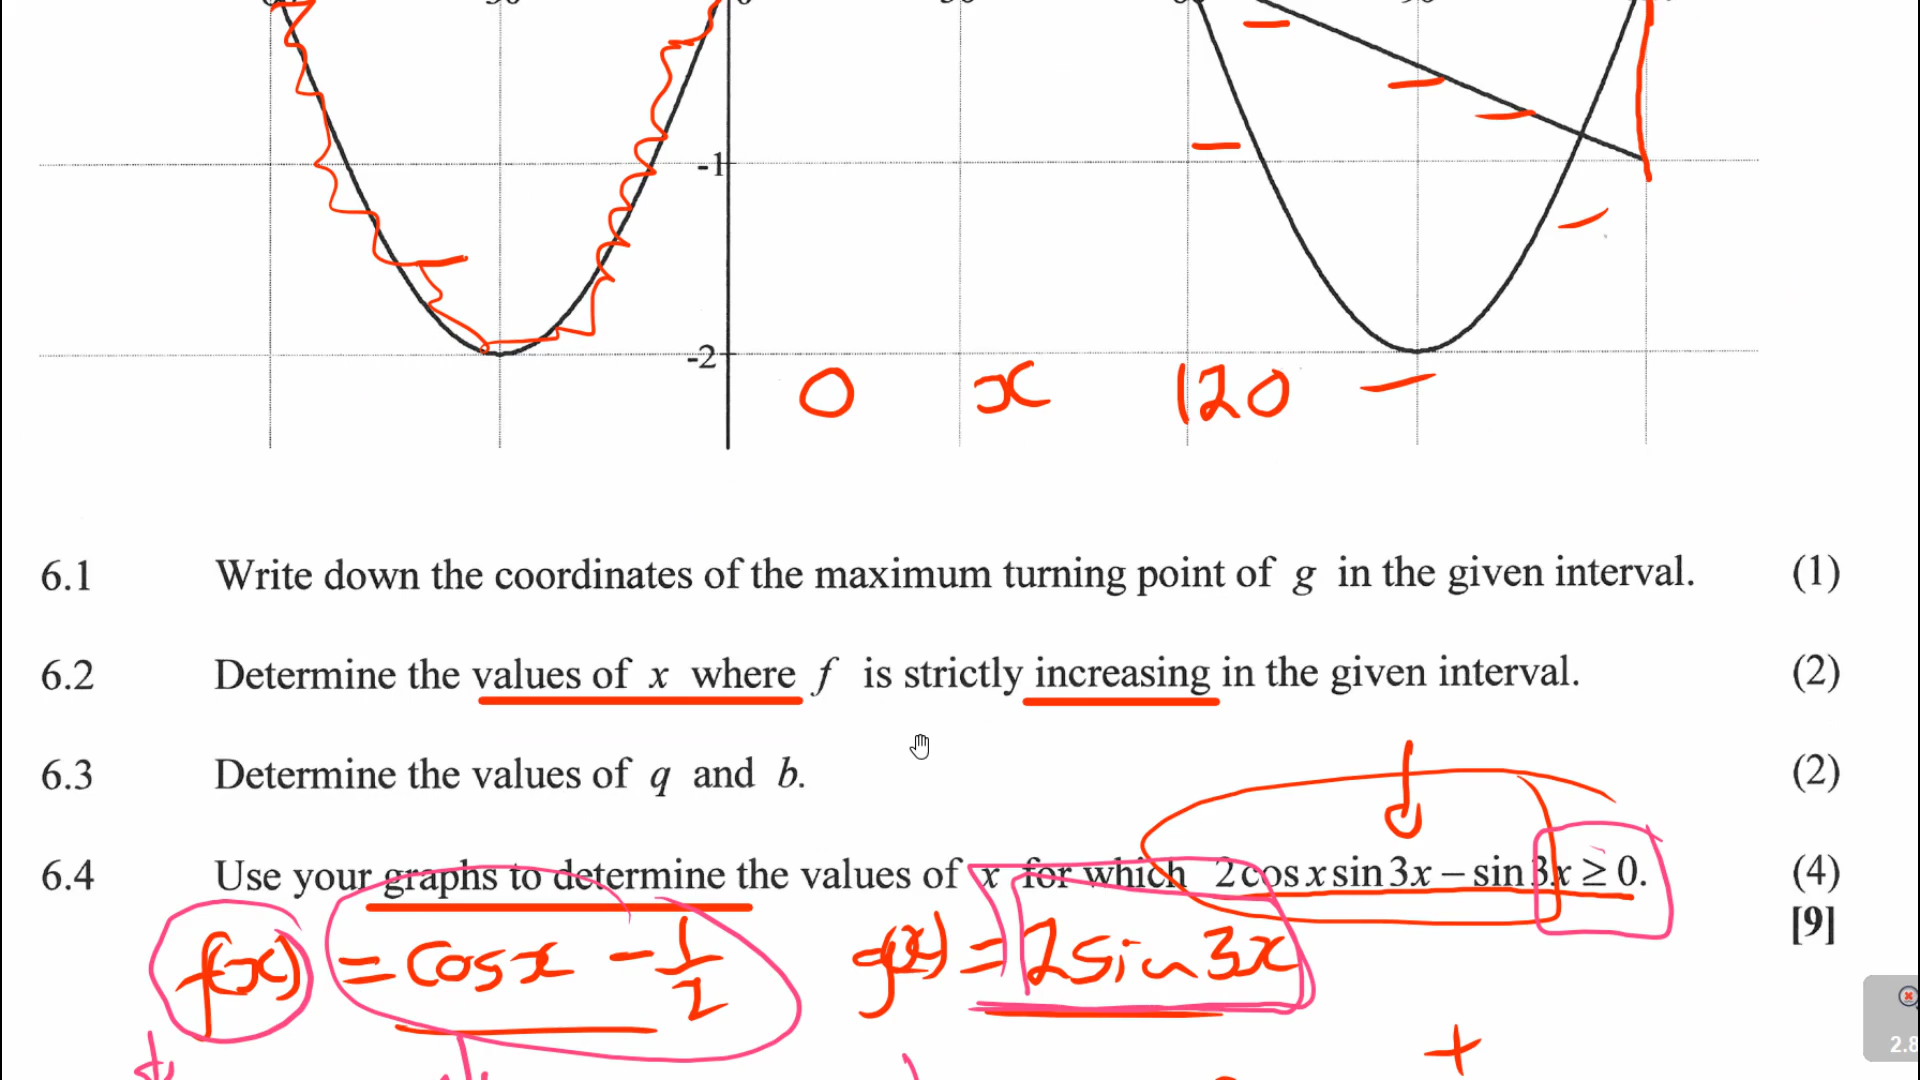 -1
-2
0 x 120
6.1 Write down the coordinates of the maximum turning point of g in the given interval. (1)
6.2 Determine the values of x where f is strictly increasing in the given interval. (2)
6.3 Determine the values of q and b. (2)
6.4 Use your graphs to determine the values of x for which 2cos x sin 3x − sin 3x ≥ 0. (4)
[9]
f(x) = cos x − 1/2 g(x) = 2 sin 3x
+
2.8